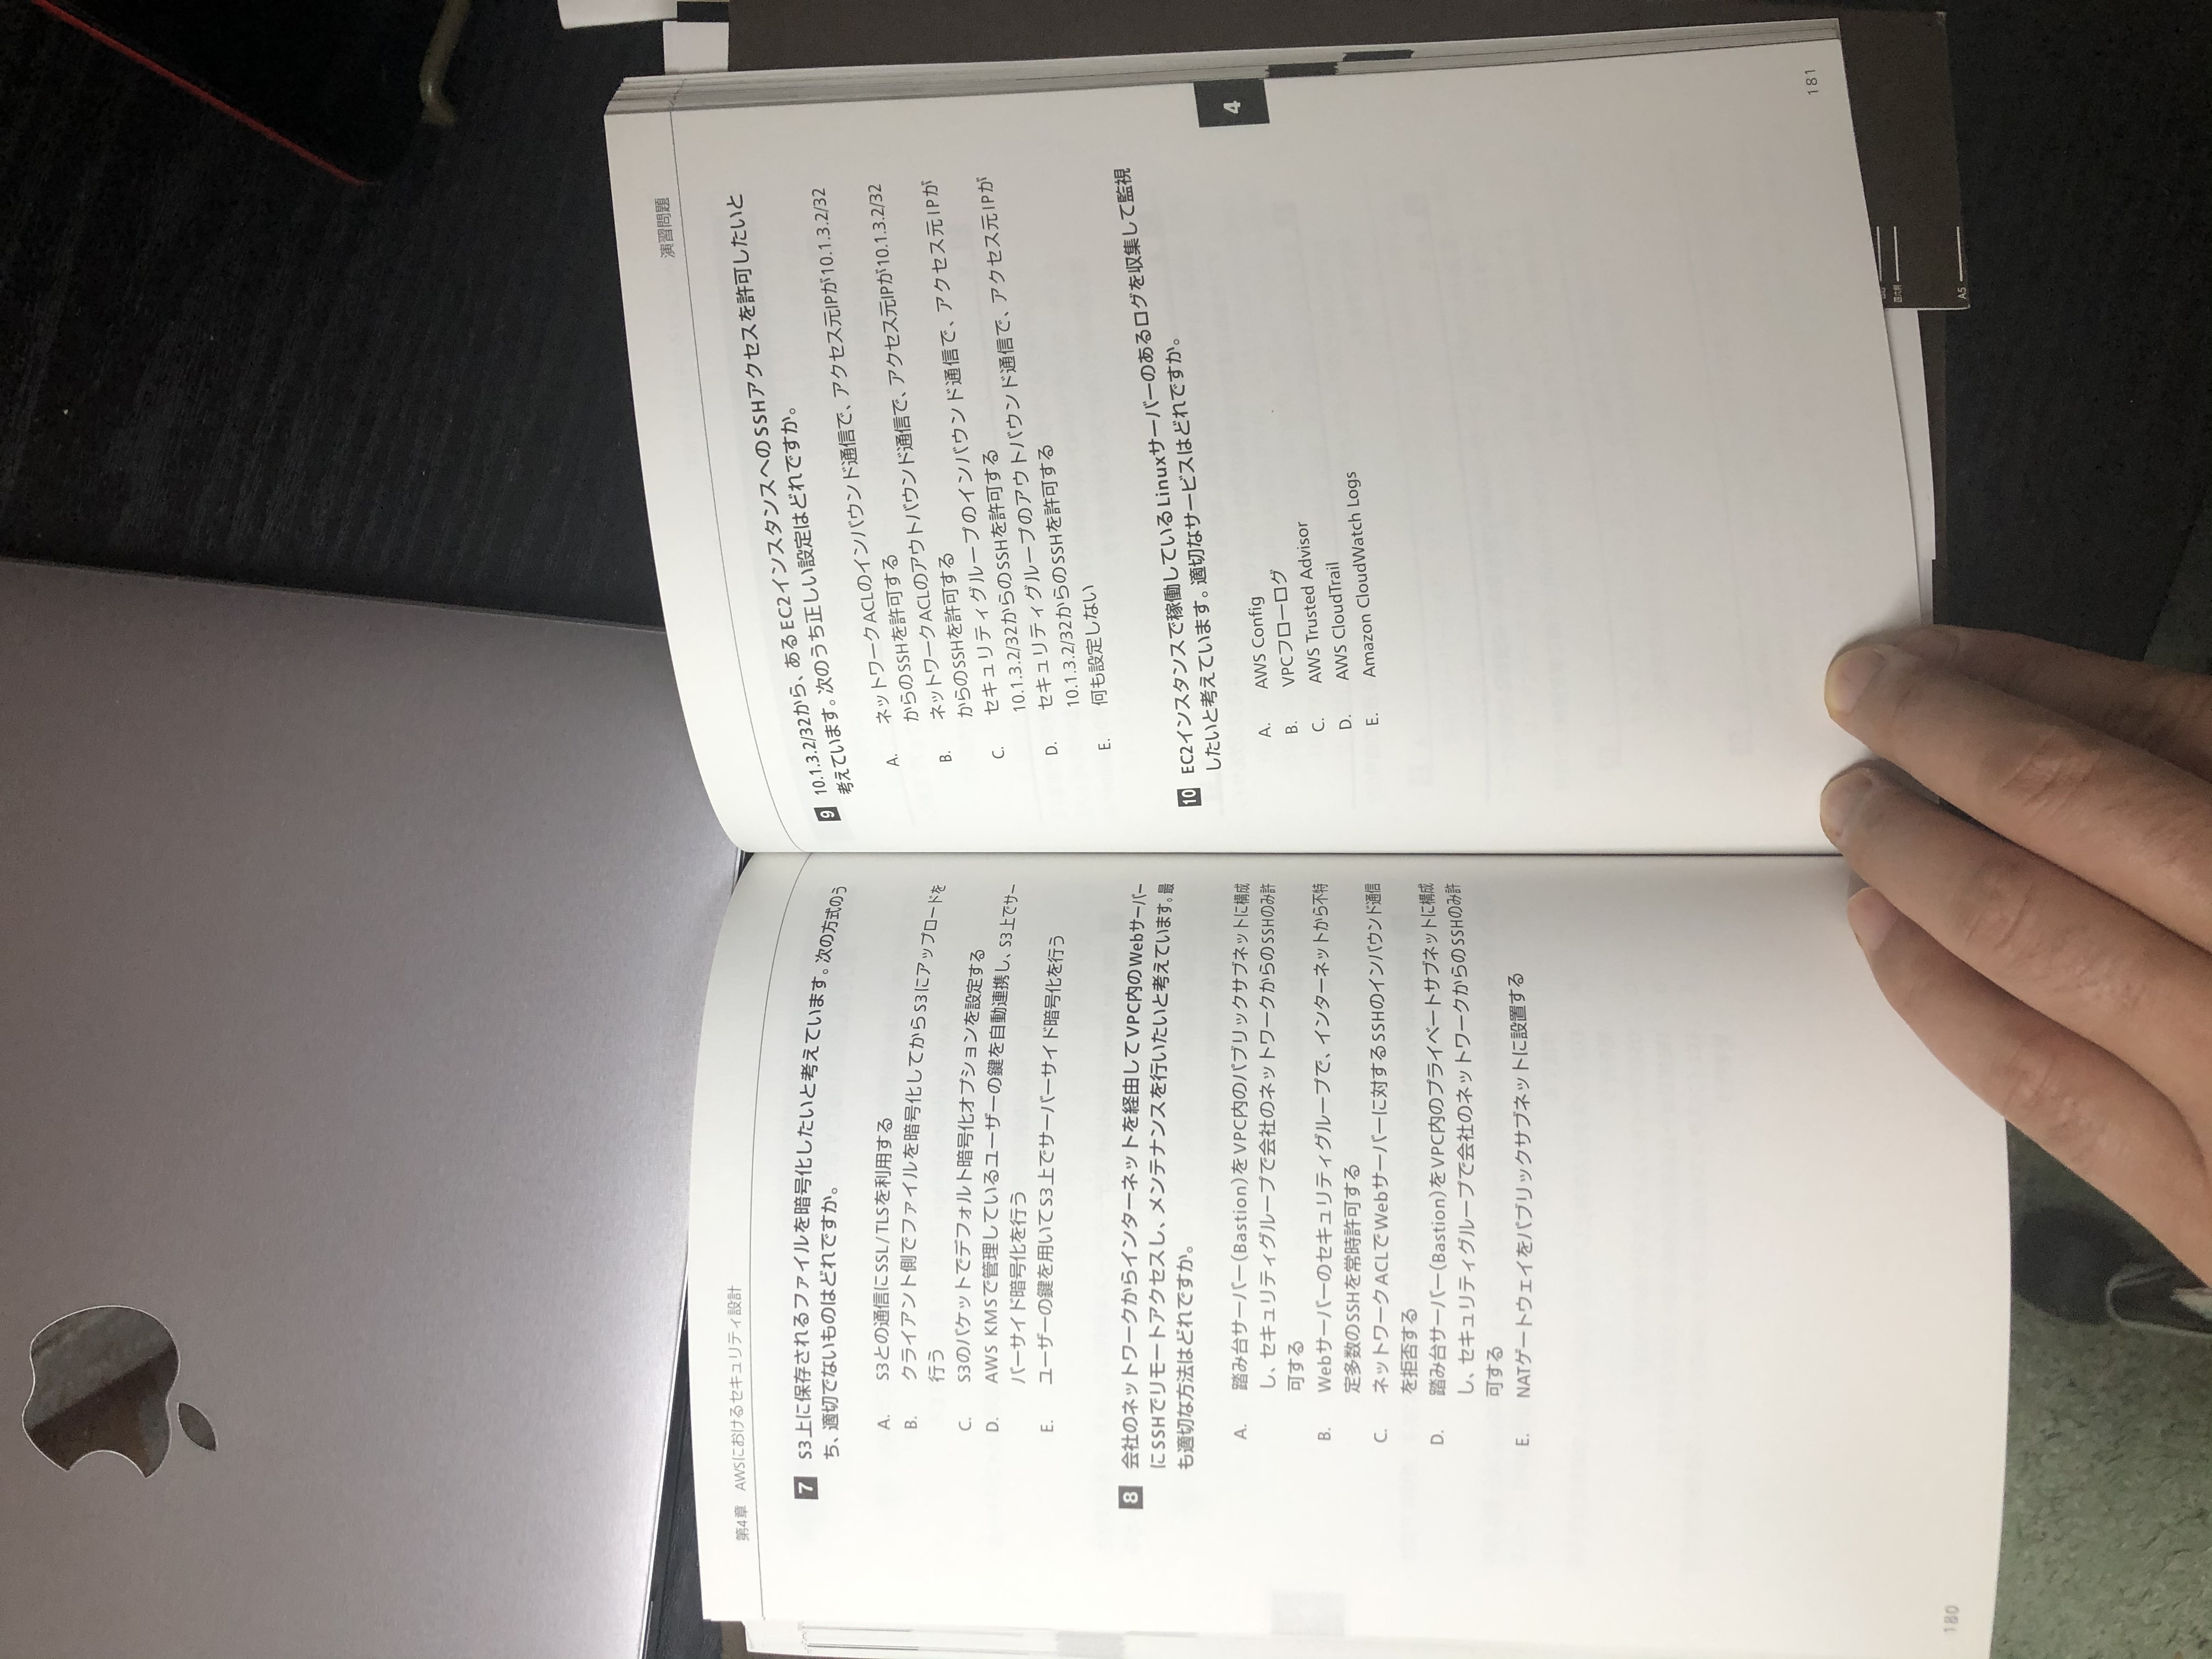 第4章 AWSにおけるセキュリティ設計
7 S3上に保存されるファイルを暗号化したいと考えています。次の方式のう
ち、適切でないものはどれですか。
A. S3との通信にSSL/TLSを利用する
B. クライアント側でファイルを暗号化してからS3にアップロードを
行う
C. S3のバケットでデフォルト暗号化オプションを設定する
D. AWS KMSで管理しているユーザーの鍵を自動連携し、S3上でサー
バーサイド暗号化を行う
E. ユーザーの鍵を用いてS3上でサーバーサイド暗号化を行う
8 会社のネットワークからインターネットを経由してVPC内のWebサーバー
にSSHでリモートアクセスし、メンテナンスを行いたいと考えています。最
も適切な方法はどれですか。
A. 踏み台サーバー(Bastion)をVPC内のパブリックサブネットに構成
し、セキュリティグループで会社のネットワークからのSSHのみ許
可する
B. Webサーバーのセキュリティグループで、インターネットから不特
定多数のSSHを常時許可する
C. ネットワークACLでWebサーバーに対するSSHのインバウンド通信
を拒否する
D. 踏み台サーバー(Bastion)をVPC内のプライベートサブネットに構成
し、セキュリティグループで会社のネットワークからのSSHのみ許
可する
E. NATゲートウェイをパブリックサブネットに設置する
180
演習問題
9 10.1.3.2/32から、あるEC2インスタンスへのSSHアクセスを許可したいと
考えています。次のうち正しい設定はどれですか。
A. ネットワークACLのインバウンド通信で、アクセス元IPが10.1.3.2/32
からのSSHを許可する
B. ネットワークACLのアウトバウンド通信で、アクセス元IPが10.1.3.2/32
からのSSHを許可する
C. セキュリティグループのインバウンド通信で、アクセス元IPが
10.1.3.2/32からのSSHを許可する
D. セキュリティグループのアウトバウンド通信で、アクセス元IPが
10.1.3.2/32からのSSHを許可する
E. 何も設定しない
10 EC2インスタンスで稼働しているLinuxサーバーのあるログを収集して監視
したいと考えています。適切なサービスはどれですか。
A. AWS Config
B. VPCフローログ
C. AWS Trusted Advisor
D. AWS CloudTrail
E. Amazon CloudWatch Logs
4
181
四六判
A5